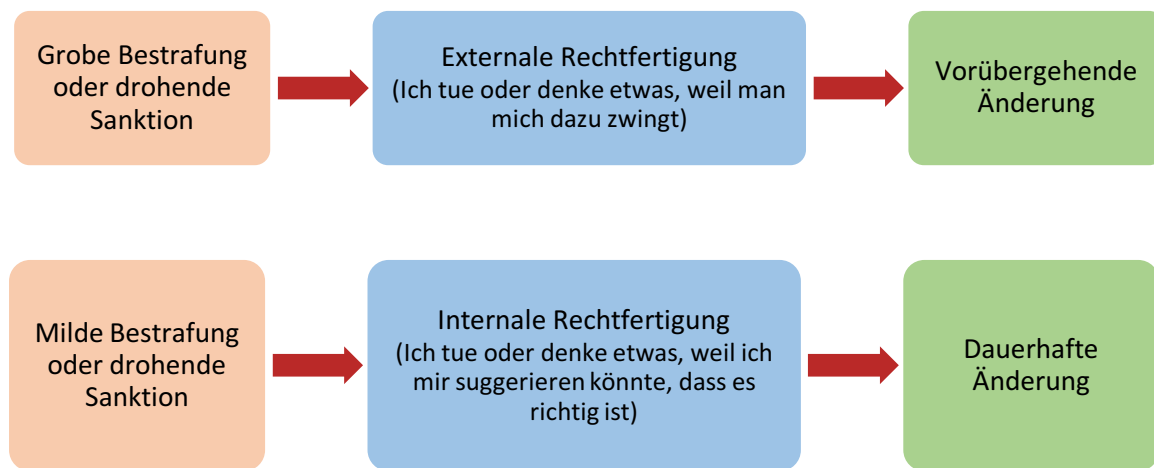 Grobe Bestrafung
oder drohende
Sanktion
Externale Rechtfertigung
(Ich tue oder denke etwas, weil man
mich dazu zwingt)
Vorübergehende
Änderung
Milde Bestrafung
oder drohende
Sanktion
Internale Rechtfertigung
(Ich tue oder denke etwas, weil ich
mir suggerieren könnte, dass es
richtig ist)
Dauerhafte
Änderung